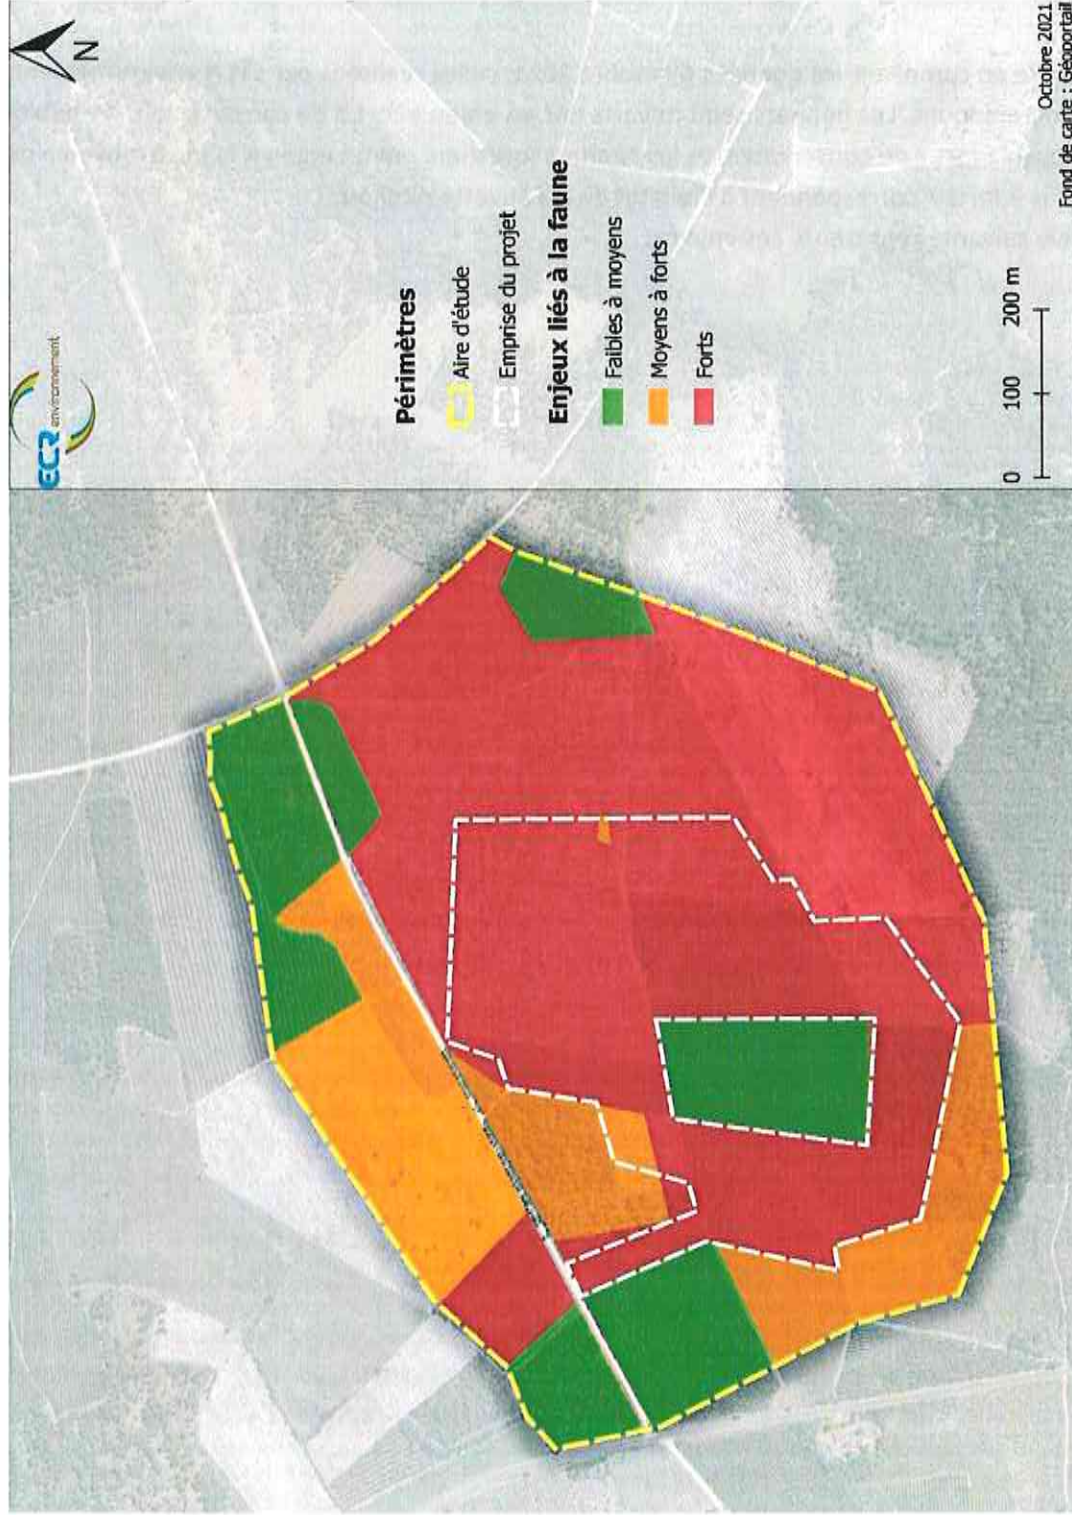 N
ECR environnement
Périmètres
Aire d'étude
Emprise du projet
Enjeux liés à la faune
Faibles à moyens
Moyens à forts
Forts
0 100 200 m
Octobre 2021
Fond de carte : Géoportail